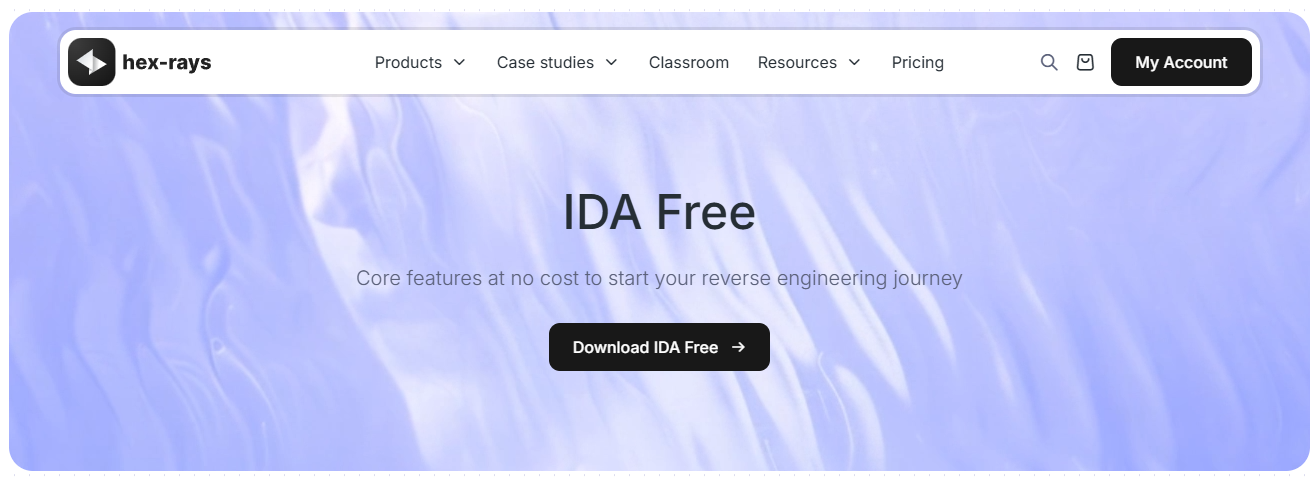 hex-rays
Products
Case studies
Classroom
Resources
Pricing
My Account
IDA Free
Core features at no cost to start your reverse engineering journey
Download IDA Free →